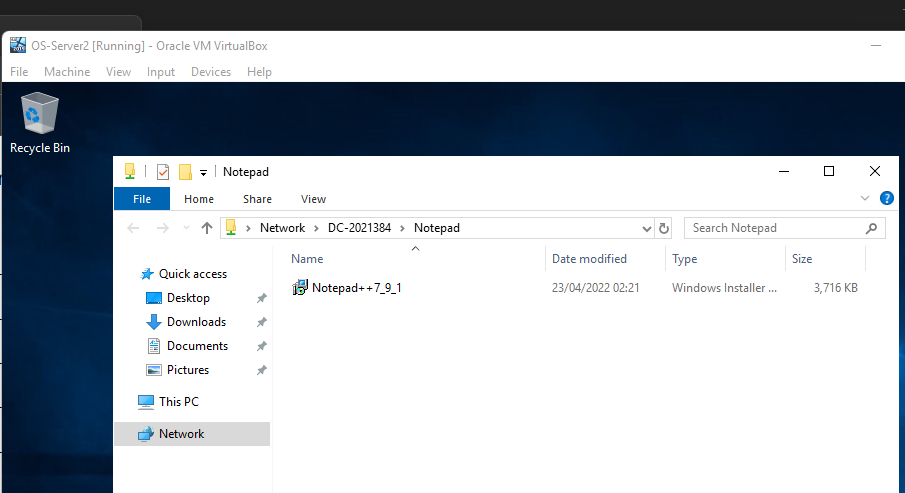 OS-Server2 [Running] - Oracle VM VirtualBox
File Machine View Input Devices Help
Recycle Bin
Notepad
File Home Share View
Network DC-2021384 Notepad
Search Notepad
Name Date modified Type Size
Quick access
Notepad++7_9_1 23/04/2022 02:21 Windows Installer ... 3,716 KB
Desktop
Downloads
Documents
Pictures
This PC
Network